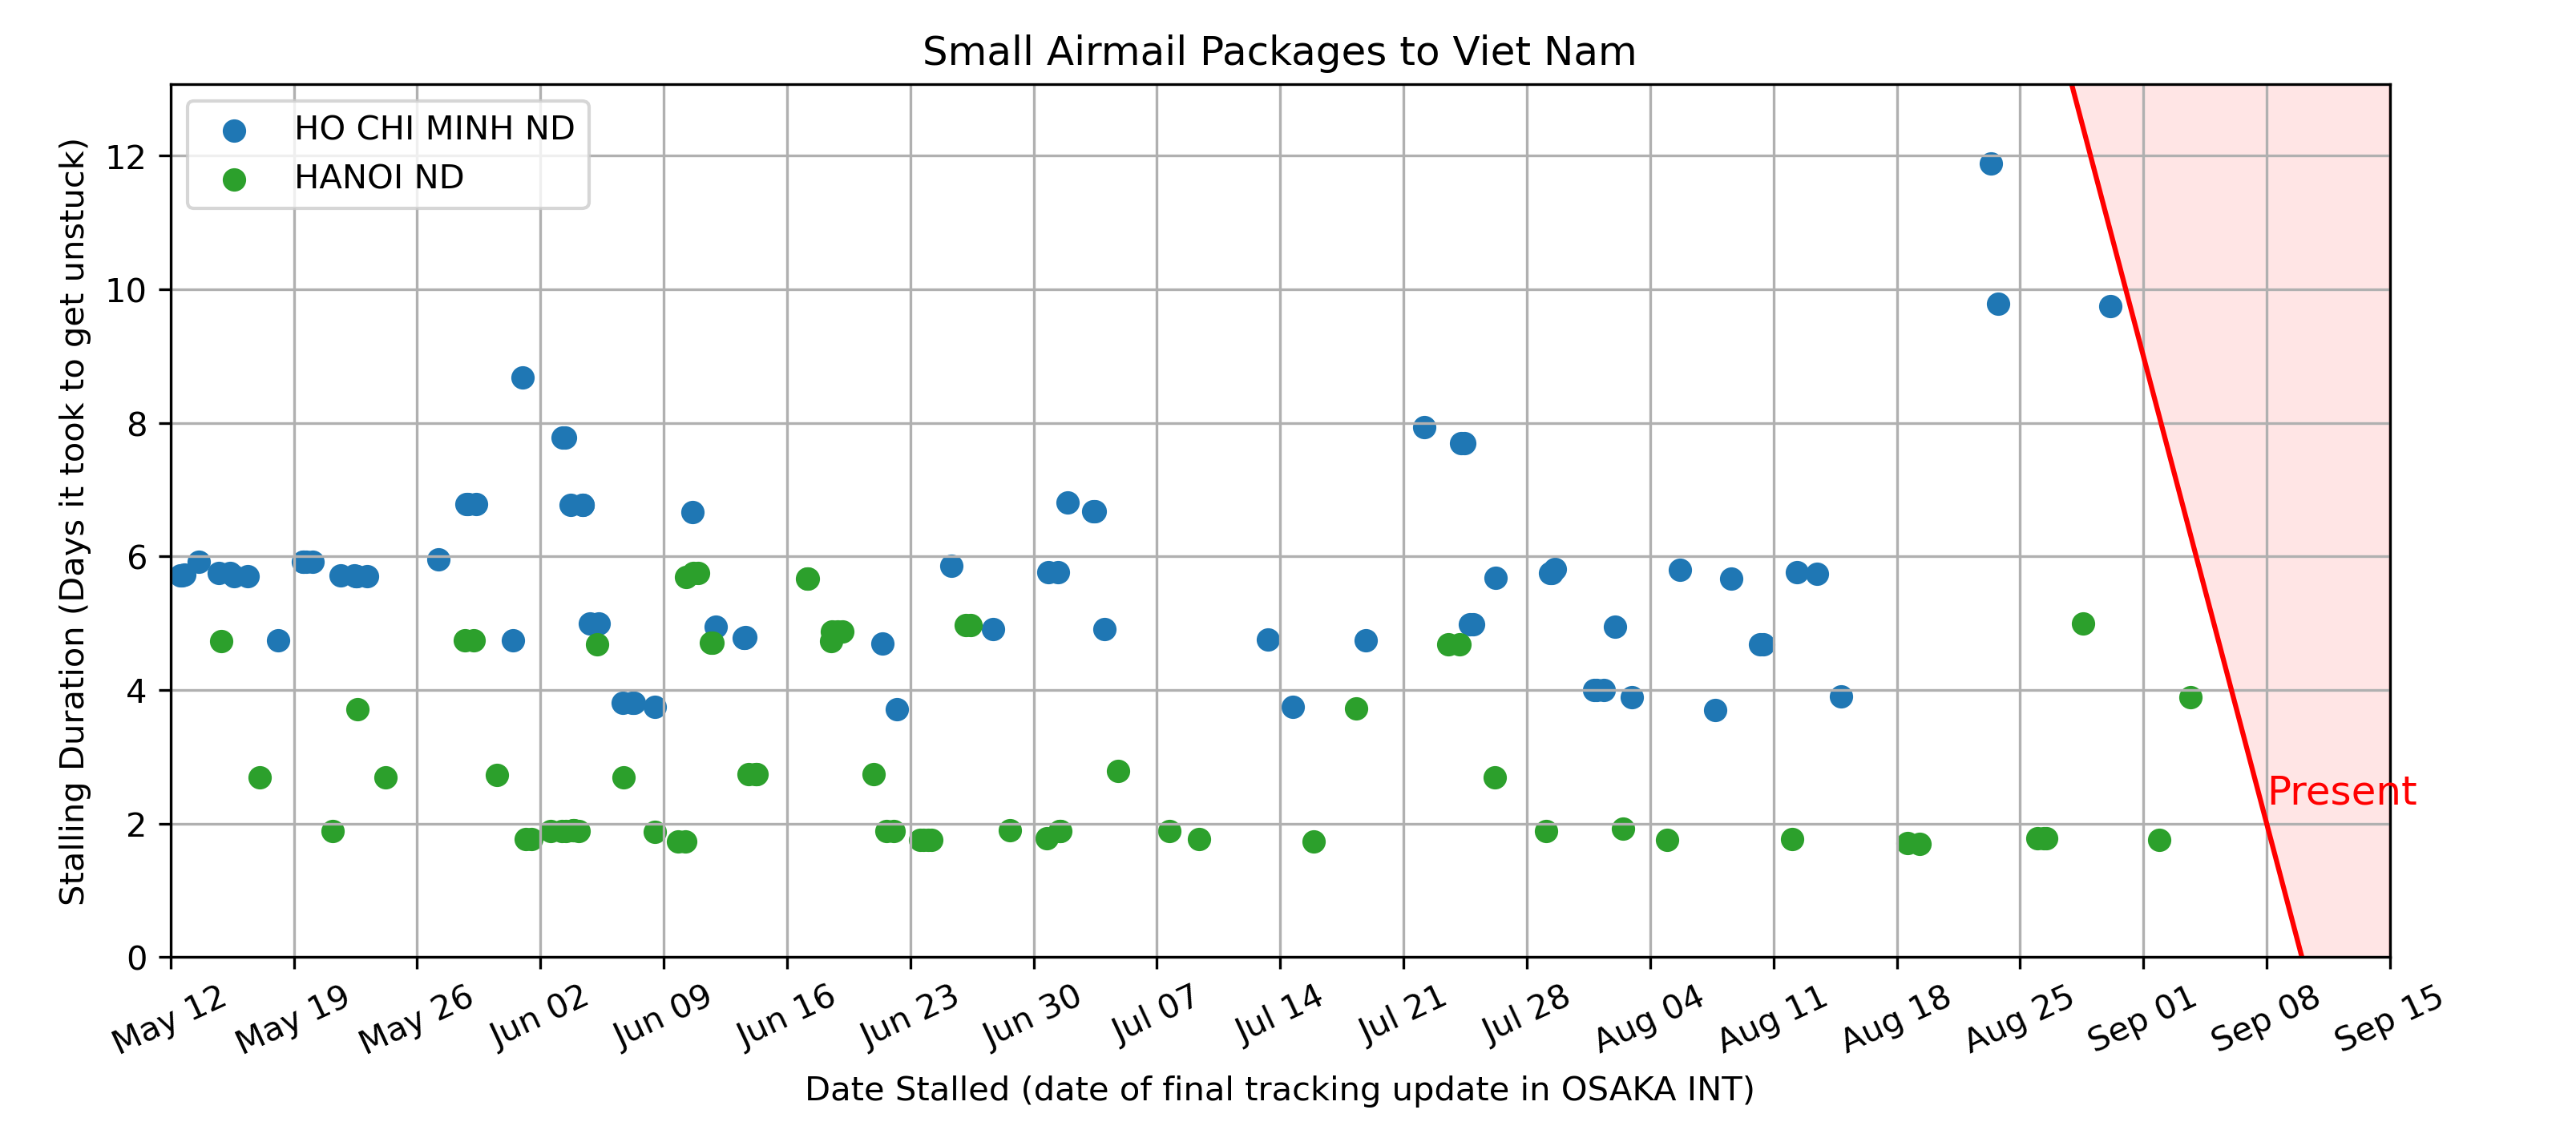 Small Airmail Packages to Viet Nam
HO CHI MINH ND
HANOI ND
Stalling Duration (Days it took to get unstuck)
12
10
8
6
4
2
0
Present
May 12
May 19
May 26
Jun 02
Jun 09
Jun 16
Jun 23
Jun 30
Jul 07
Jul 14
Jul 21
Jul 28
Aug 04
Aug 11
Aug 18
Aug 25
Sep 01
Sep 08
Sep 15
Date Stalled (date of final tracking update in OSAKA INT)